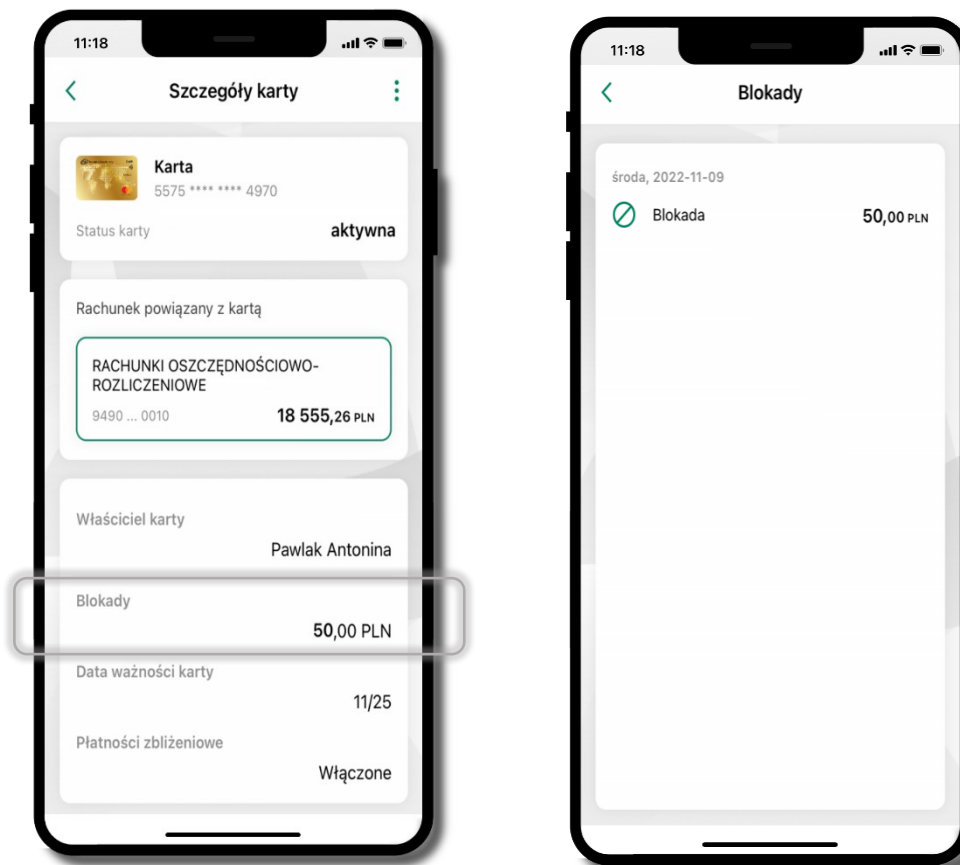 11:18
Szczegóły karty
Karta
5575 **** **** 4970
Status karty
aktywna
Rachunek powiązany z kartą
RACHUNKI OSZCZĘDNOŚCIOWO-
ROZLICZENIOWE
9490 ... 0010
18 555,26 PLN
Właściciel karty
Pawlak Antonina
Blokady
50,00 PLN
Data ważności karty
11/25
Płatności zbliżeniowe
Włączone
11:18
Blokady
środa, 2022-11-09
Blokada
50,00 PLN